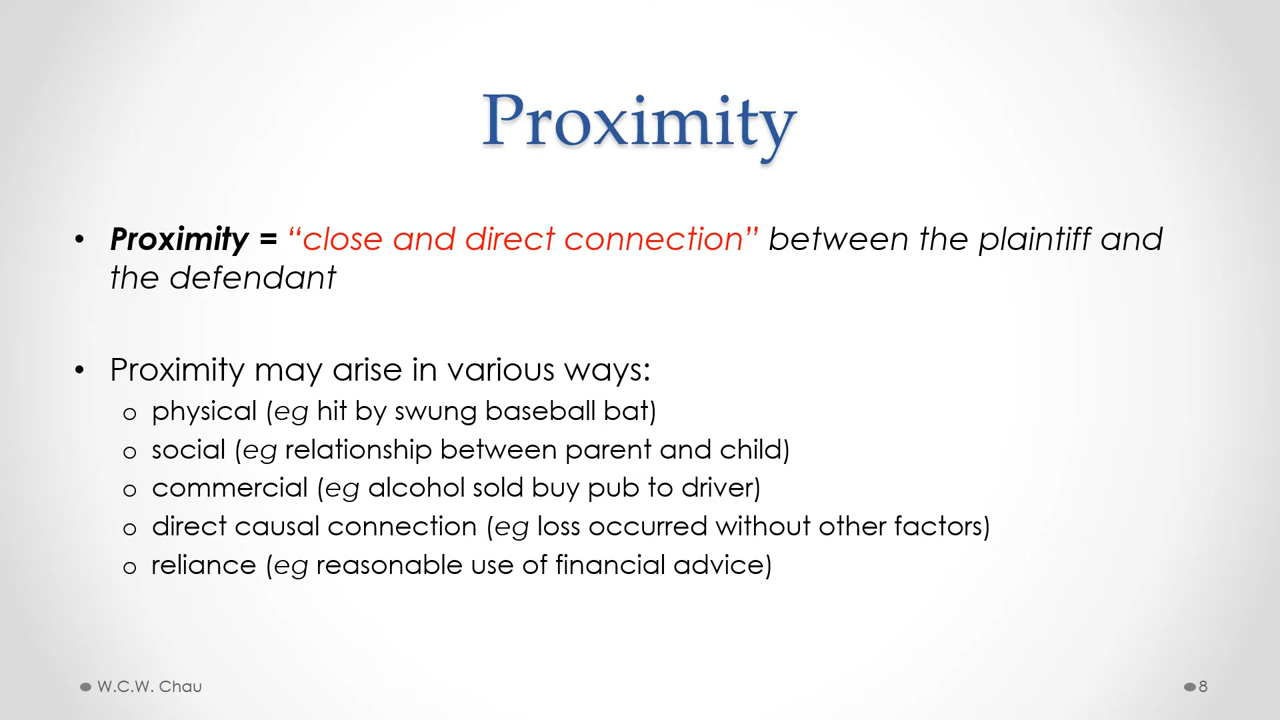 Proximity
• Proximity = “close and direct connection” between the plaintiff and
the defendant
• Proximity may arise in various ways:
o physical (eg hit by swung baseball bat)
o social (eg relationship between parent and child)
o commercial (eg alcohol sold buy pub to driver)
o direct causal connection (eg loss occurred without other factors)
o reliance (eg reasonable use of financial advice)
W.C.W. Chau
8